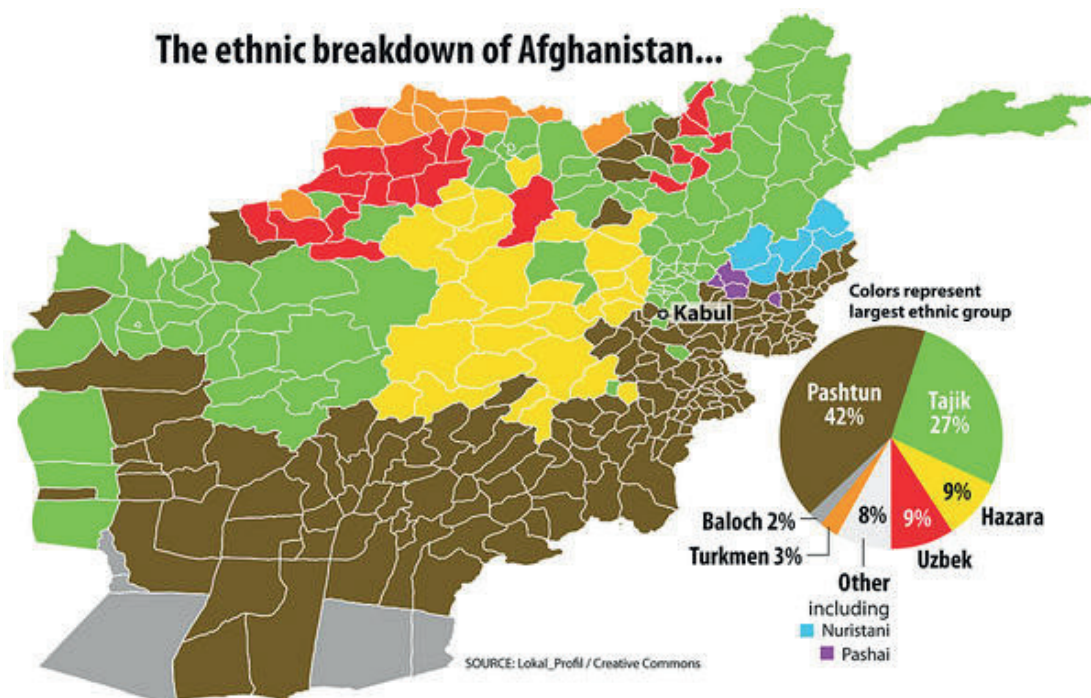 The ethnic breakdown of Afghanistan...
Kabul
Colors represent
largest ethnic group
Pashtun
42%
Tajik
27%
9%
Hazara
9%
Uzbek
8%
Other
including
Nuristani
Pashai
Baloch 2%
Turkmen 3%
SOURCE: Lokal_Profil / Creative Commons